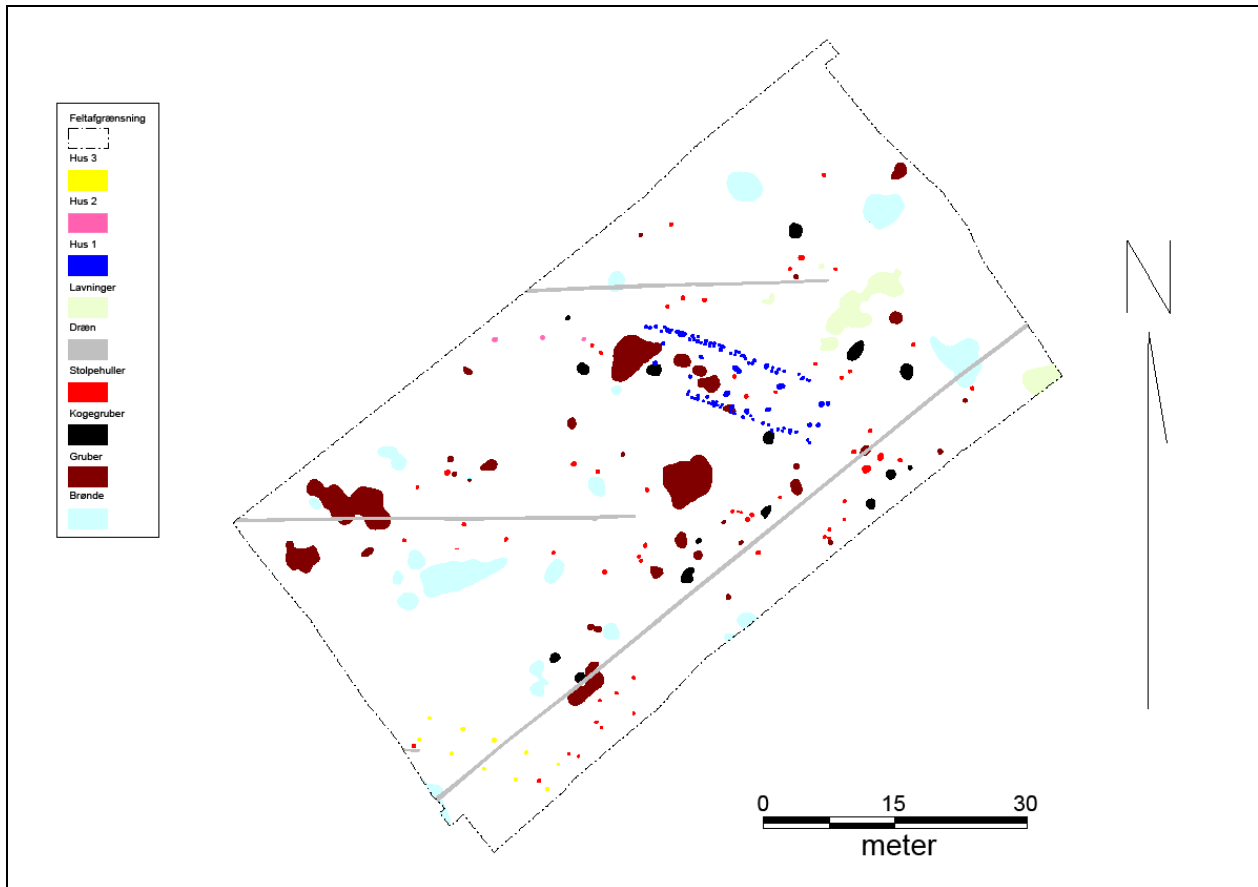 Feltafgrænsning
Hus 3
Hus 2
Hus 1
Lavninger
Dræn
Stolpehuller
Kogegruber
Gruber
Brønde
N
0 15 30
meter